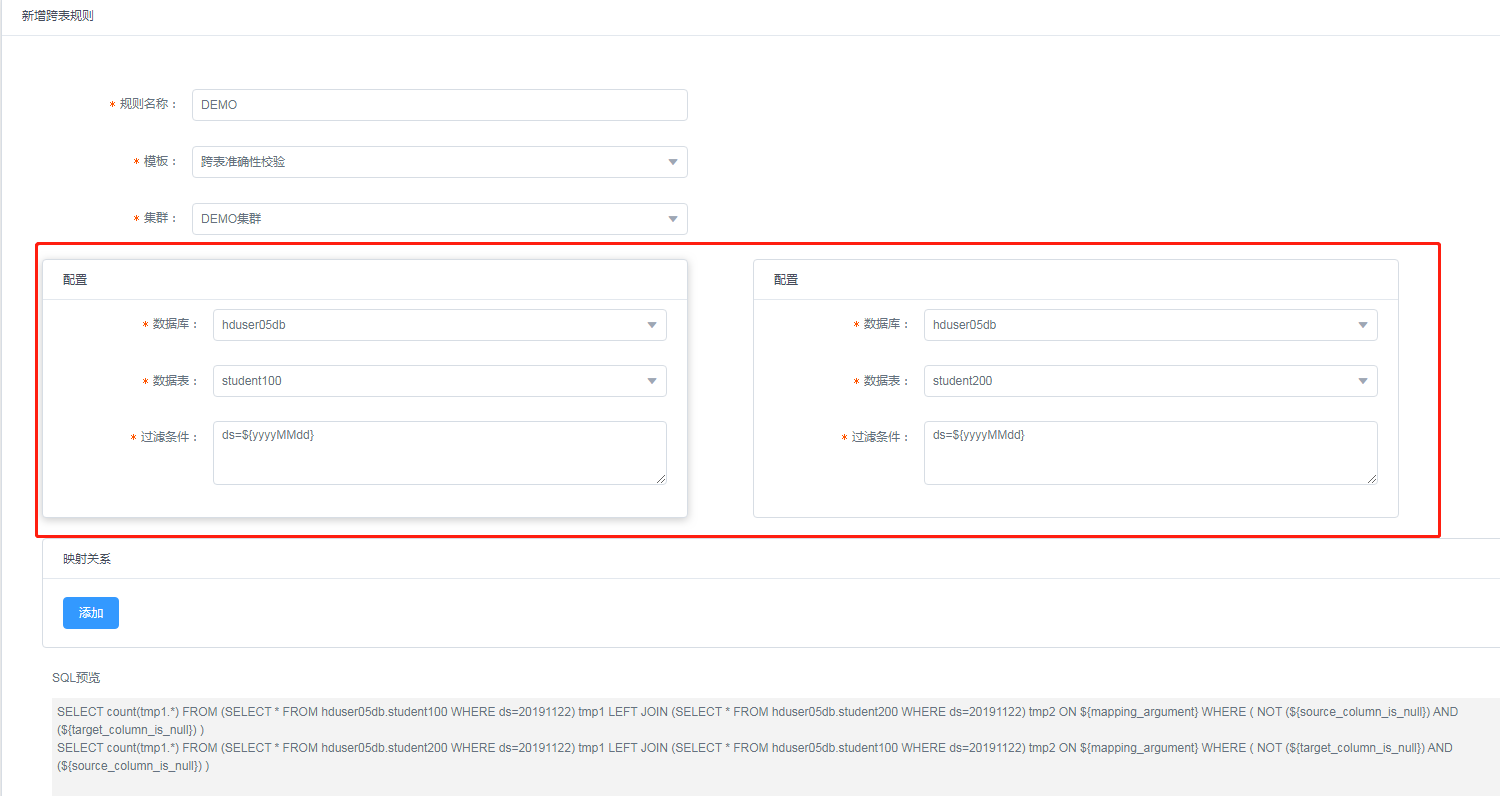 新增跨表规则
* 规则名称： DEMO
* 模板： 跨表准确性校验
* 集群： DEMO集群
配置
* 数据库： hduser05db
* 数据表： student100
* 过滤条件： ds=${yyyyMMdd}
配置
* 数据库： hduser05db
* 数据表： student200
* 过滤条件： ds=${yyyyMMdd}
映射关系
添加
SQL预览
SELECT count(tmp1.*) FROM (SELECT * FROM hduser05db.student100 WHERE ds=20191122) tmp1 LEFT JOIN (SELECT * FROM hduser05db.student200 WHERE ds=20191122) tmp2 ON ${mapping_argument} WHERE ( NOT (${source_column_is_null}) AND
(${target_column_is_null}) )
SELECT count(tmp1.*) FROM (SELECT * FROM hduser05db.student200 WHERE ds=20191122) tmp1 LEFT JOIN (SELECT * FROM hduser05db.student100 WHERE ds=20191122) tmp2 ON ${mapping_argument} WHERE ( NOT (${target_column_is_null}) AND
(${source_column_is_null}) )